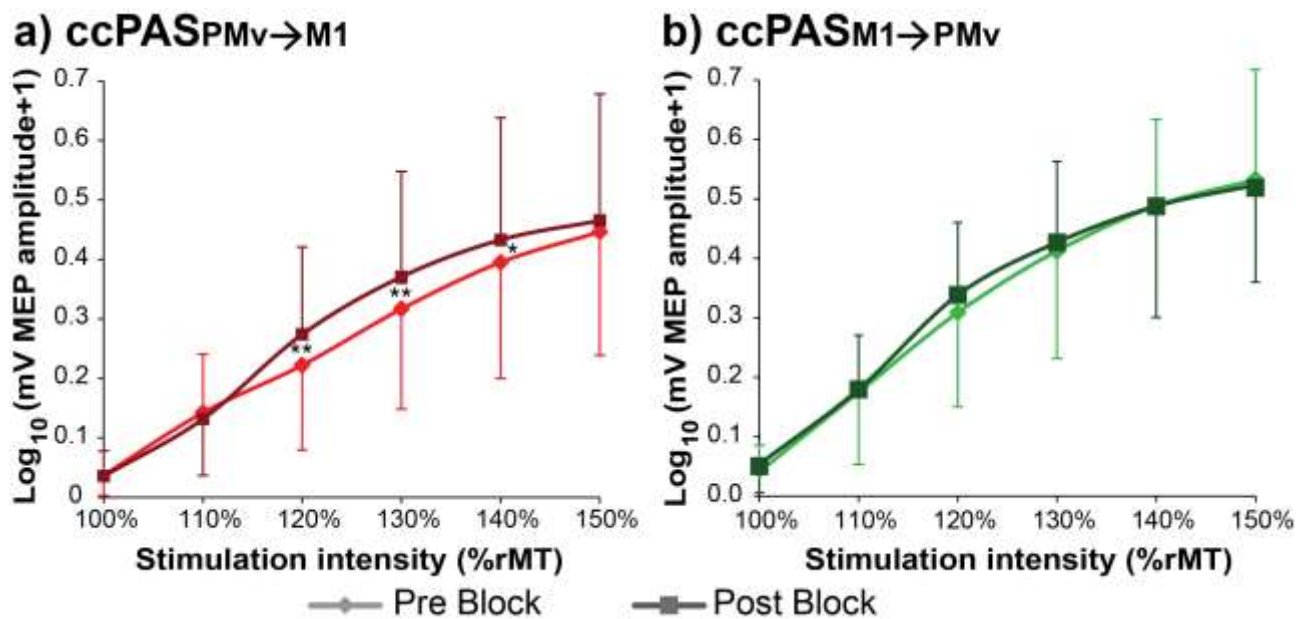 a) ccPASPMv→M1
b) ccPASM1→PMv
Log10 (mV MEP amplitude+1)
0.7
0.6
0.5
0.4
0.3
0.2
0.1
0
**
**
*
100% 110% 120% 130% 140% 150%
Stimulation intensity (%rMT)
Log10 (mV MEP amplitude+1)
0.7
0.6
0.5
0.4
0.3
0.2
0.1
0.0
100% 110% 120% 130% 140% 150%
Stimulation intensity (%rMT)
Pre Block Post Block